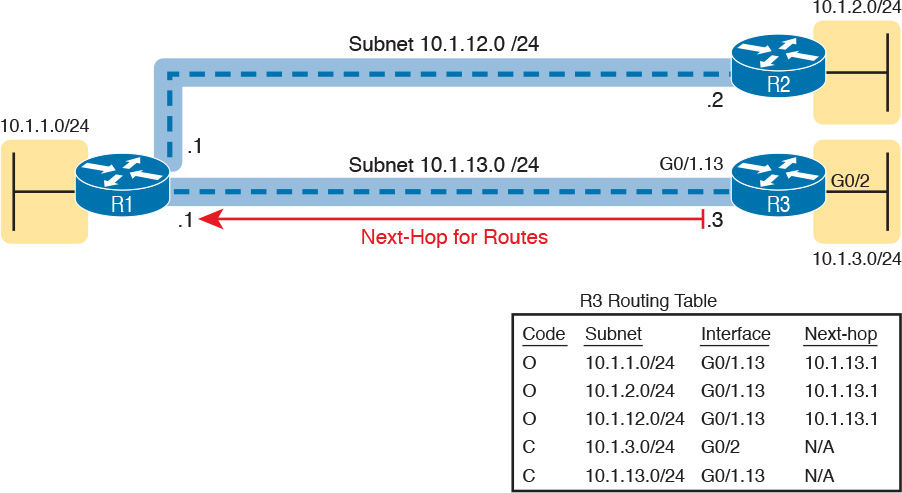 10.1.2.0/24
Subnet 10.1.12.0 /24
R2
.2
10.1.1.0/24
.1
Subnet 10.1.13.0 /24
G0/1.13
G0/2
R1
R3
.1
.3
Next-Hop for Routes
10.1.3.0/24
R3 Routing Table
Code Subnet Interface Next-hop
O 10.1.1.0/24 G0/1.13 10.1.13.1
O 10.1.2.0/24 G0/1.13 10.1.13.1
O 10.1.12.0/24 G0/1.13 10.1.13.1
C 10.1.3.0/24 G0/2 N/A
C 10.1.13.0/24 G0/1.13 N/A